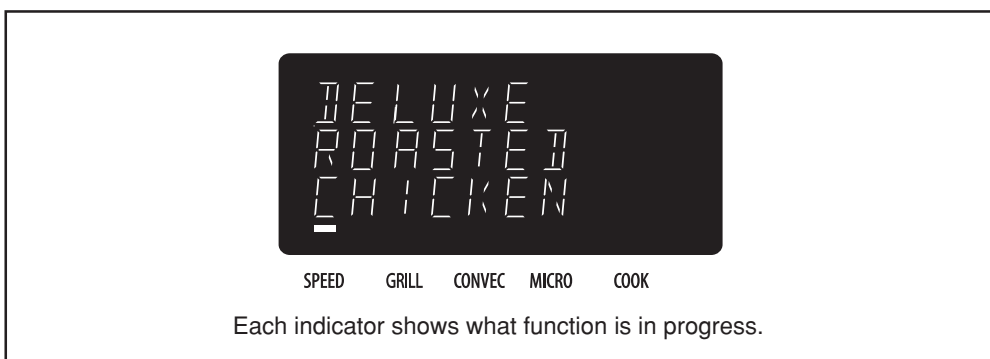 DELUXE
ROASTED
CHICKEN
SPEED GRILL CONVEC MICRO COOK
Each indicator shows what function is in progress.